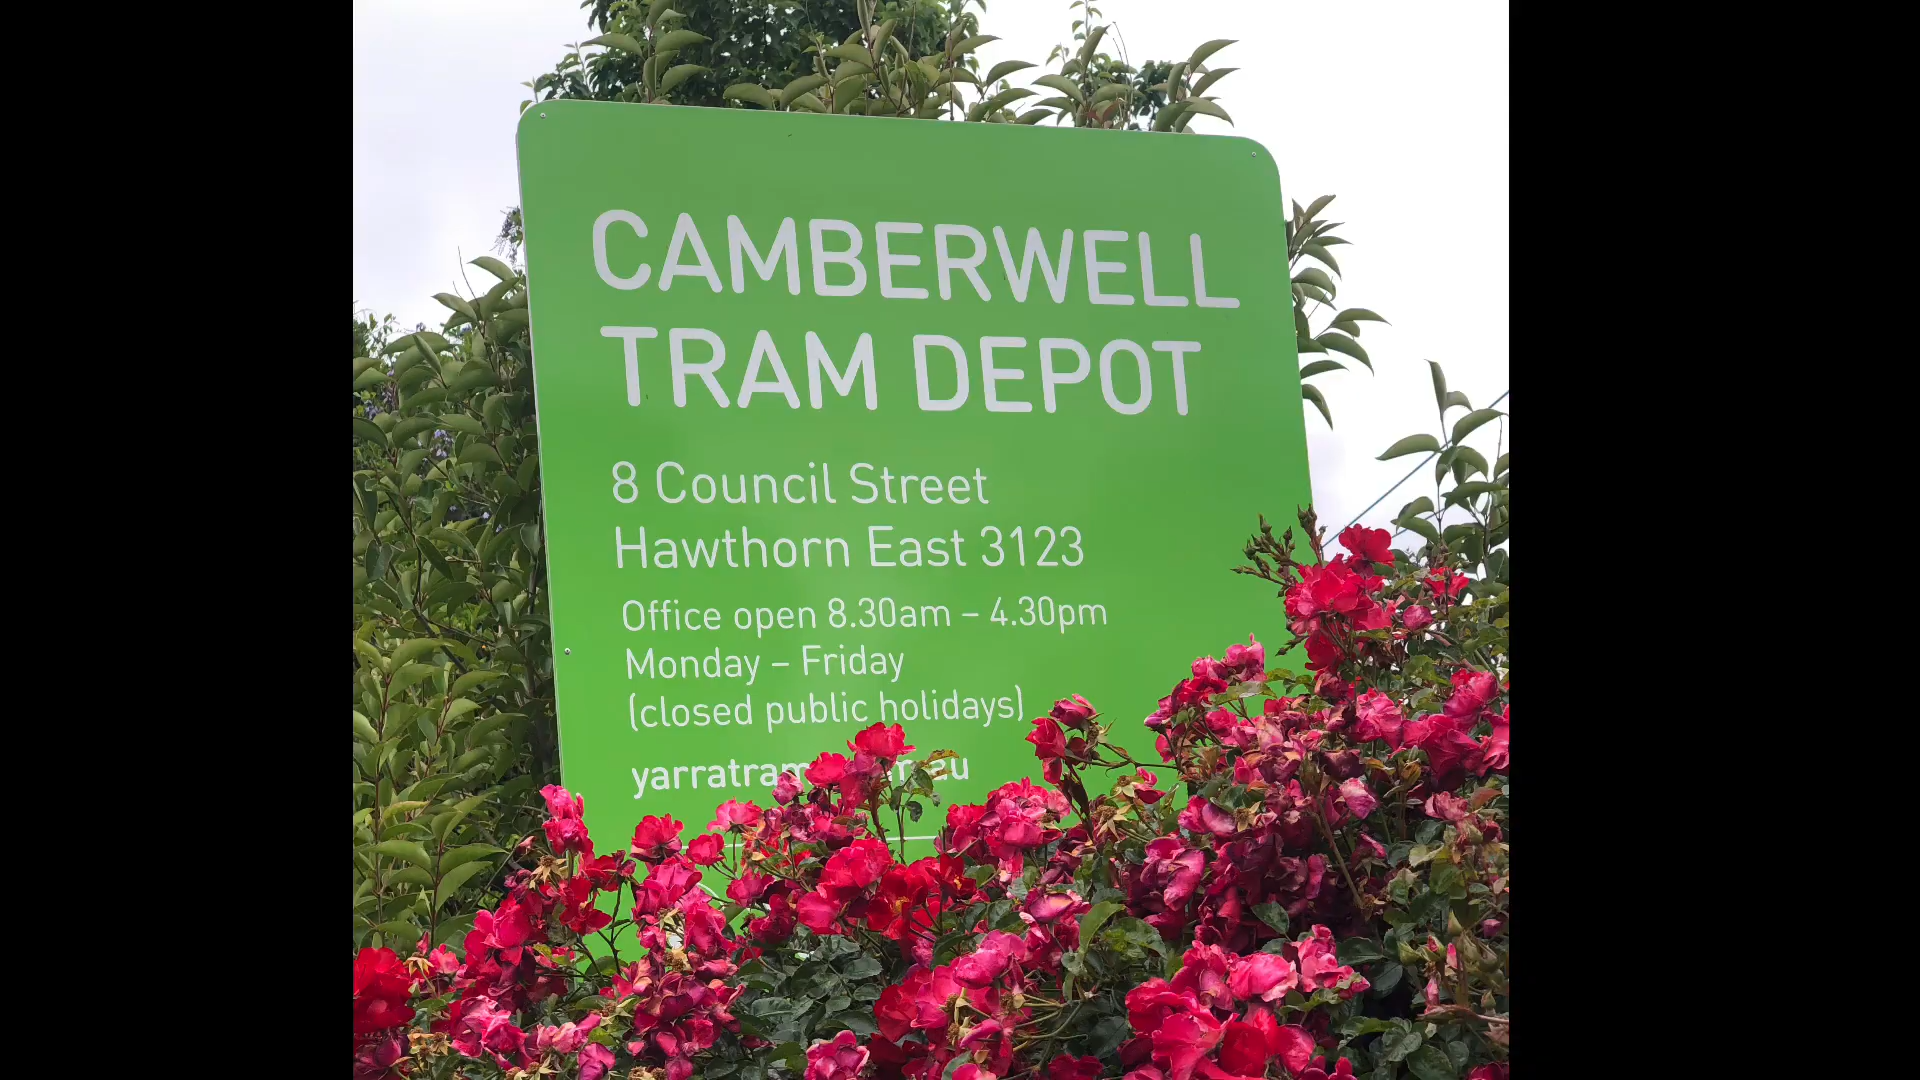 CAMBERWELL
TRAM DEPOT
8 Council Street
Hawthorn East 3123
Office open 8.30am – 4.30pm
Monday – Friday
(closed public holidays)